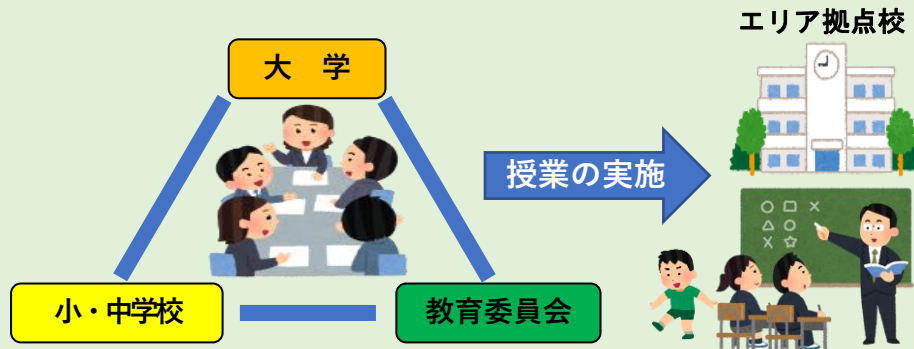 エリア拠点校
大　学
授業の実施
小・中学校
教育委員会